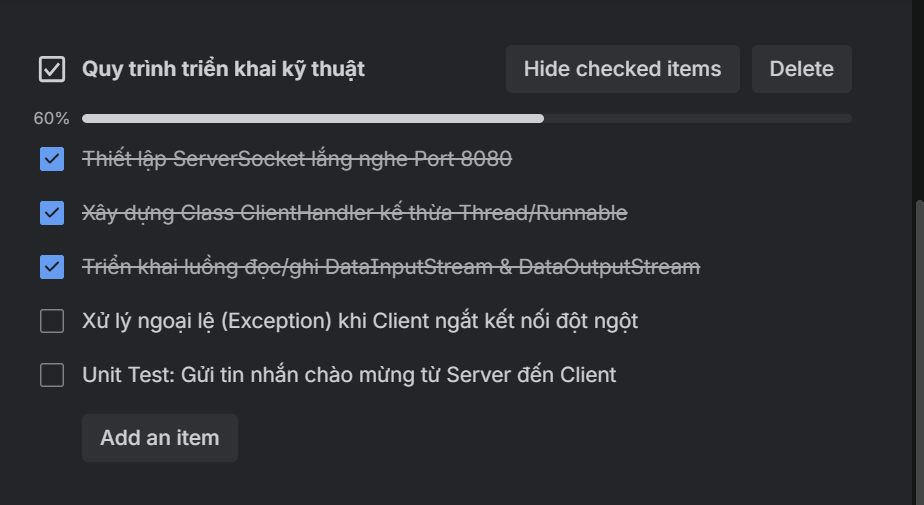 Quy trình triển khai kỹ thuật
Hide checked items
Delete
60%
Thiết lập ServerSocket lắng nghe Port 8080
Xây dựng Class ClientHandler kế thừa Thread/Runnable
Triển khai luồng đọc/ghi DataInputStream & DataOutputStream
Xử lý ngoại lệ (Exception) khi Client ngắt kết nối đột ngột
Unit Test: Gửi tin nhắn chào mừng từ Server đến Client
Add an item